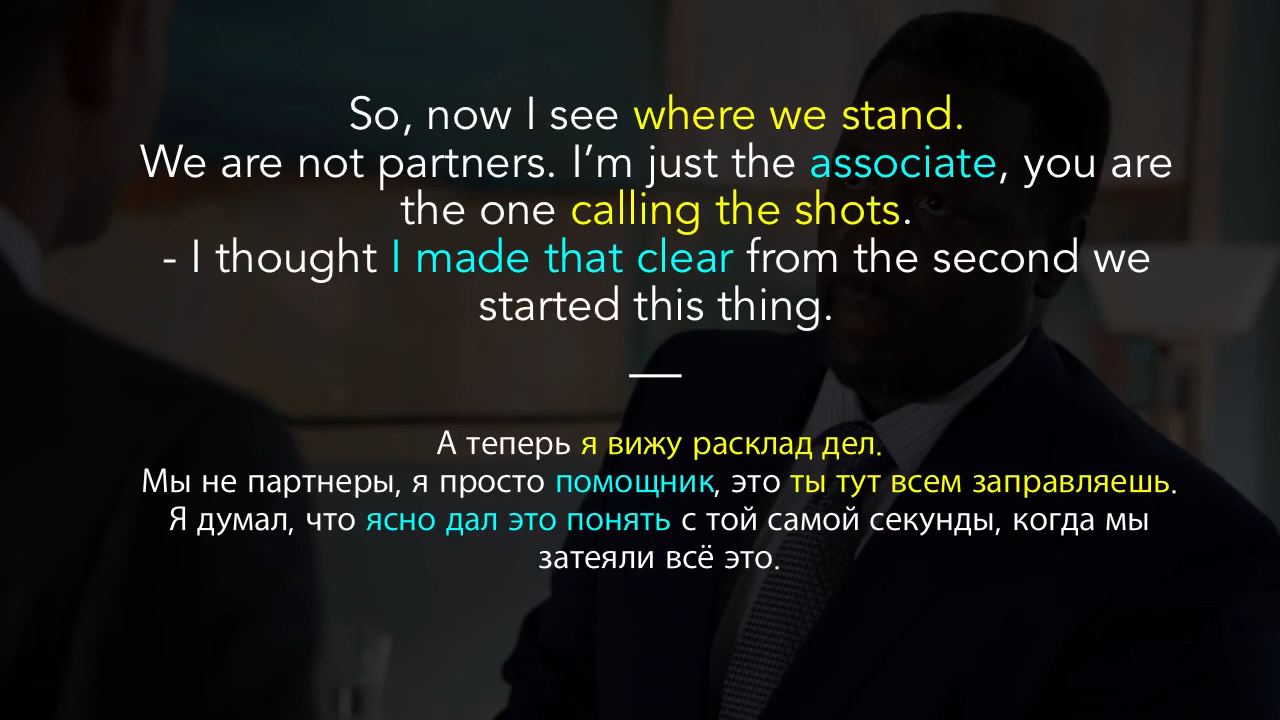 So, now I see where we stand.
We are not partners. I’m just the associate, you are
the one calling the shots.
- I thought I made that clear from the second we
started this thing.
А теперь я вижу расклад дел.
Мы не партнеры, я просто помощник, это ты тут всем заправляешь.
Я думал, что ясно дал это понять с той самой секунды, когда мы
затеяли всё это.